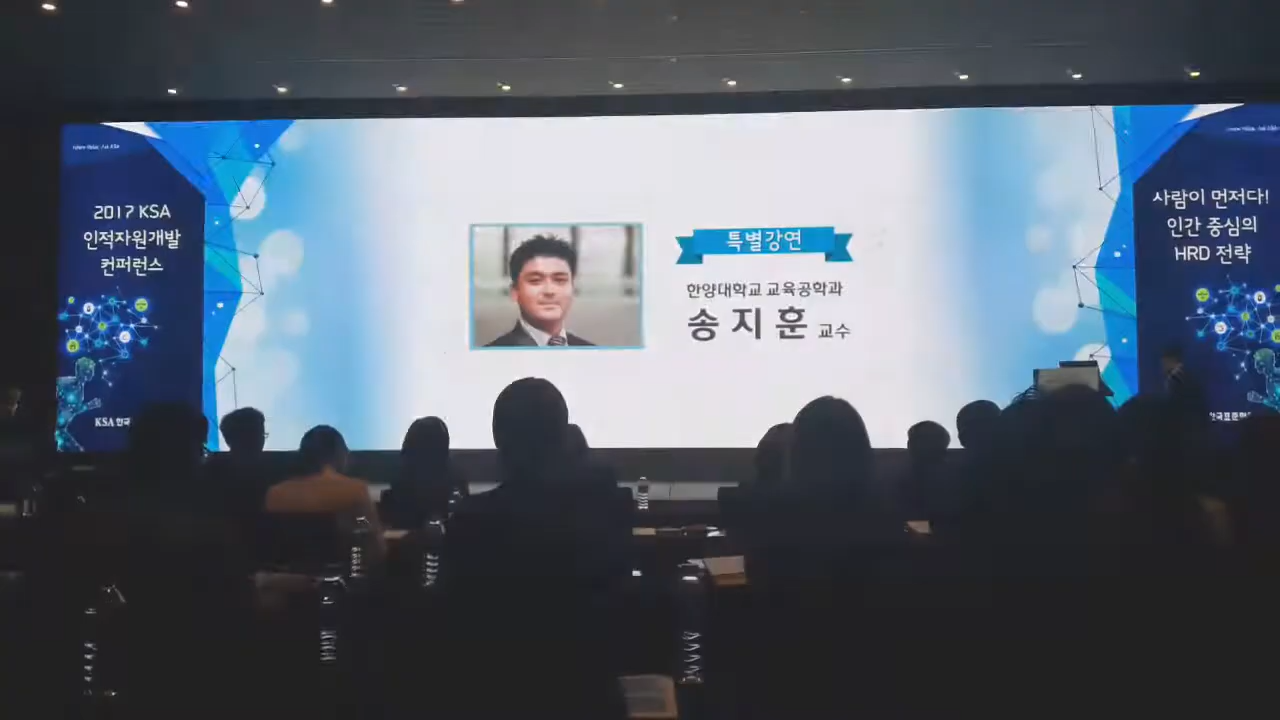 2017 KSA
인적자원개발
컨퍼런스
KSA 한국
특별강연
한양대학교 교육공학과
송지훈 교수
사람이 먼저다!
인간 중심의
HRD 전략